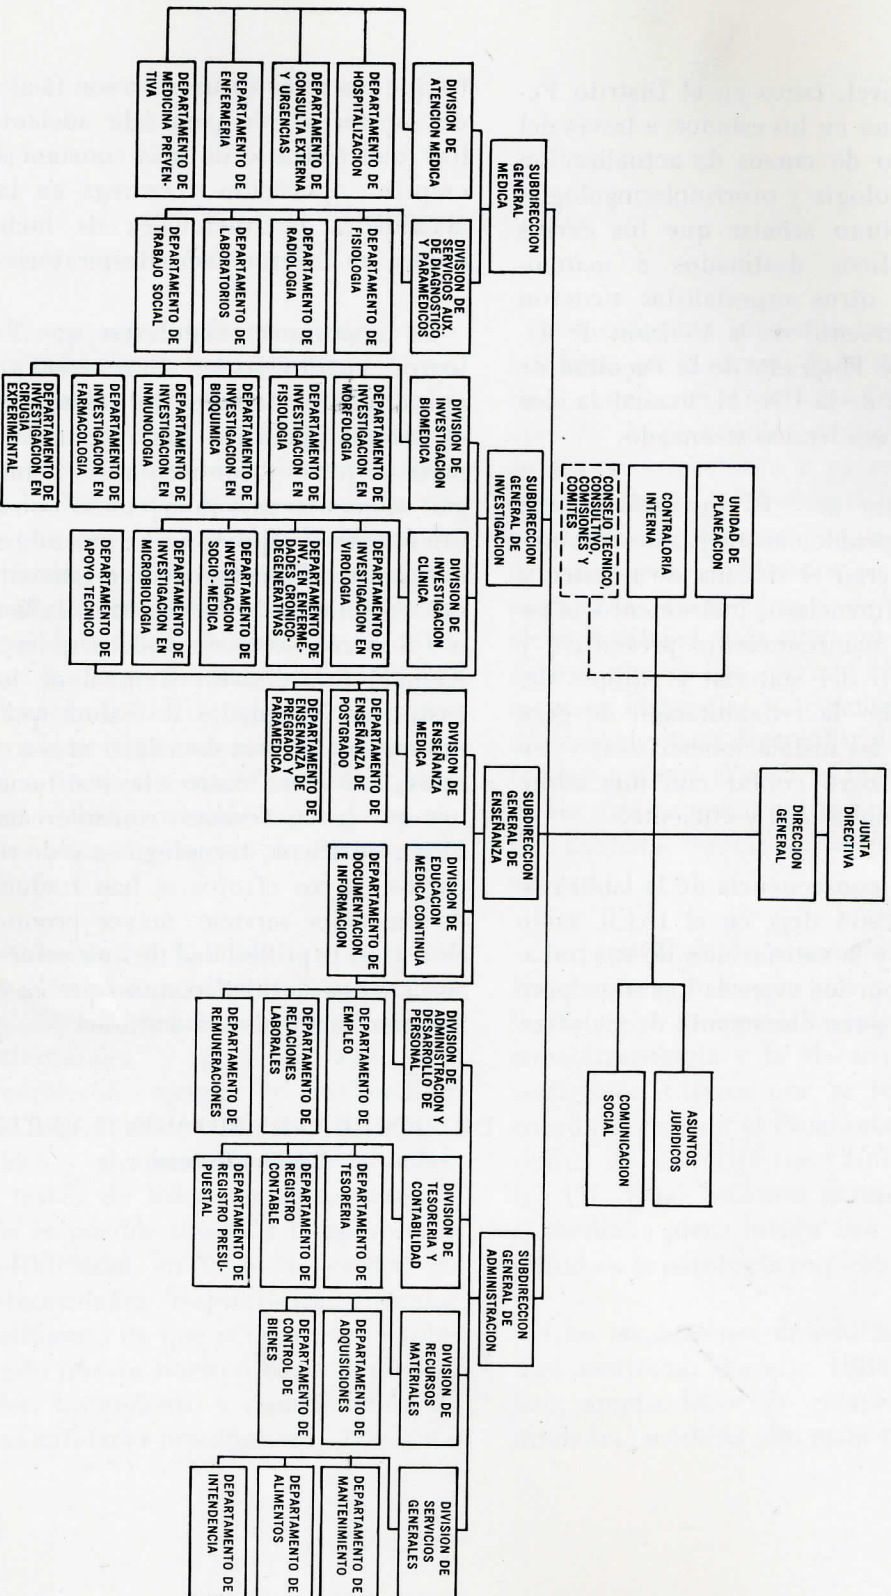 JUNTA
DIRECTIVA
DIRECCION
GENERAL
UNIDAD DE
PLANEACION
CONTRALORIA
INTERNA
CONSEJO TECNICO,
CONSULTIVO,
COMISIONES Y
COMITES
ASUNTOS
JURIDICOS
COMUNICACION
SOCIAL
SUBDIRECCION
GENERAL
MEDICA
SUBDIRECCION
GENERAL DE
INVESTIGACION
SUBDIRECCION
GENERAL DE
ENSEÑANZA
SUBDIRECCION
GENERAL DE
ADMINISTRACION
DIVISION DE
ATENCION MEDICA
DEPARTAMENTO DE
HOSPITALIZACION
DEPARTAMENTO DE
CONSULTA EXTERNA
Y URGENCIAS
DEPARTAMENTO DE
ENFERMERIA
DEPARTAMENTO DE
MEDICINA PREVEN-
TIVA
DIVISION DE
SERVICIOS AUX.
DE DIAGNOSTICO
Y PARAMEDICOS
DEPARTAMENTO DE
FISIOLOGIA
DEPARTAMENTO DE
RADIOLOGIA
DEPARTAMENTO DE
LABORATORIOS
DEPARTAMENTO DE
TRABAJO SOCIAL
DIVISION DE
INVESTIGACION
BIOMEDICA
DEPARTAMENTO DE
INVESTIGACION EN
MORFOLOGIA
DEPARTAMENTO DE
INVESTIGACION EN
FISIOLOGIA
DEPARTAMENTO DE
INVESTIGACION EN
BIOQUIMICA
DEPARTAMENTO DE
INVESTIGACION EN
INMUNOLOGIA
DEPARTAMENTO DE
INVESTIGACION EN
FARMACOLOGIA
DEPARTAMENTO DE
INVESTIGACION EN
CIRUGIA
EXPERIMENTAL
DIVISION DE
INVESTIGACION
CLINICA
DEPARTAMENTO DE
INVESTIGACION EN
VIROLOGIA
DEPARTAMENTO DE
INV. EN ENFERME-
DADES CRONICO-
DEGENERATIVAS
DEPARTAMENTO DE
INVESTIGACION
SOCIO MEDICA
DEPARTAMENTO DE
INVESTIGACION EN
MICROBIOLOGIA
DEPARTAMENTO DE
APOYO TECNICO
DIVISION DE
ENSEÑANZA
MEDICA
DEPARTAMENTO DE
ENSEÑANZA DE
POSTGRADO
DEPARTAMENTO DE
ENSEÑANZA DE
PREGRADO Y
PARAMEDICA
DIVISION DE
EDUCACION
MEDICA CONTINUA
DEPARTAMENTO DE
DOCUMENTACION
E INFORMACION
DIVISION DE
ADMINISTRACION Y
DESARROLLO DE
PERSONAL
DEPARTAMENTO DE
EMPLEO
DEPARTAMENTO DE
RELACIONES
LABORALES
DEPARTAMENTO DE
REMUNERACIONES
DIVISION DE
TESORERIA Y
CONTABILIDAD
DEPARTAMENTO DE
TESORERIA
DEPARTAMENTO DE
REGISTRO
CONTABLE
DEPARTAMENTO DE
REGISTRO PRESU-
PUESTAL
DIVISION DE
RECURSOS
MATERIALES
DEPARTAMENTO DE
ADQUISICIONES
DEPARTAMENTO DE
CONTROL DE
BIENES
DIVISION DE
SERVICIOS
GENERALES
DEPARTAMENTO DE
MANTENIMIENTO
DEPARTAMENTO DE
ALIMENTOS
DEPARTAMENTO DE
INTENDENCIA